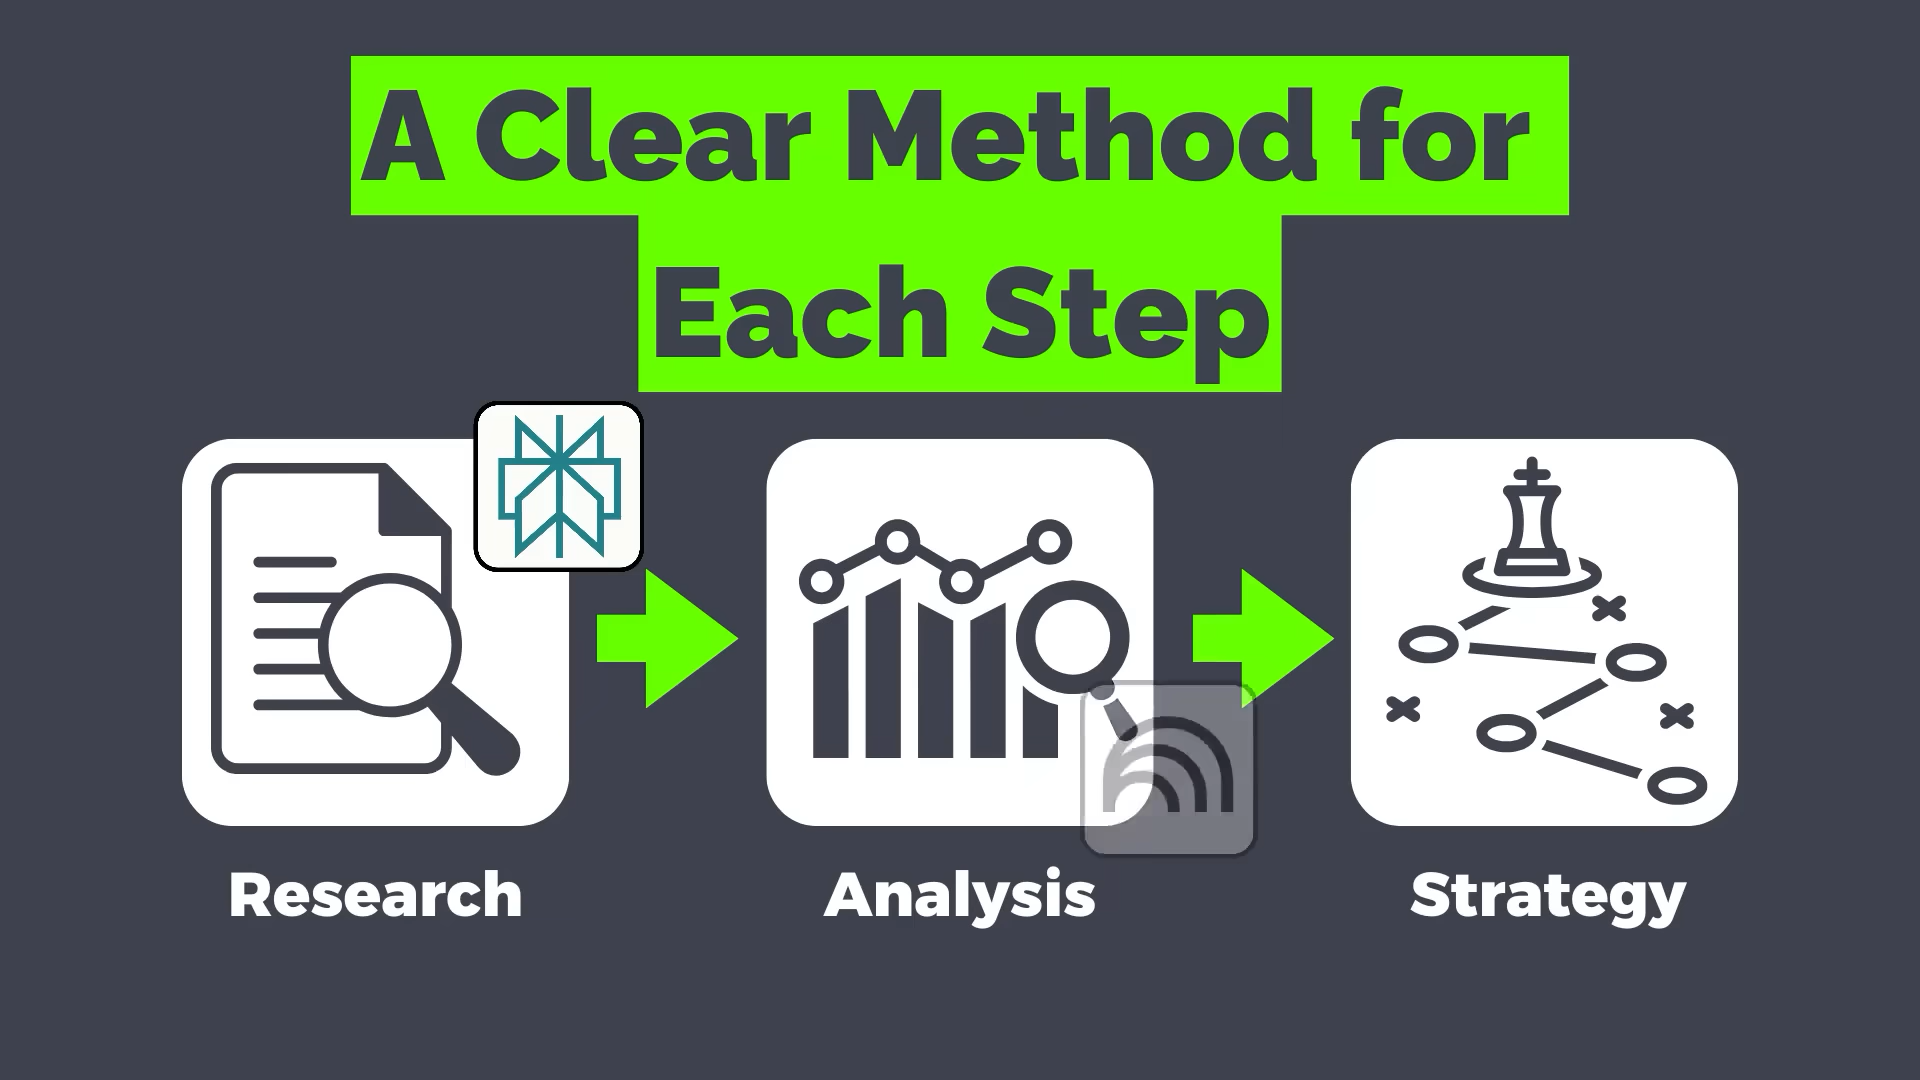 A Clear Method for
Each Step
Research
Analysis
Strategy